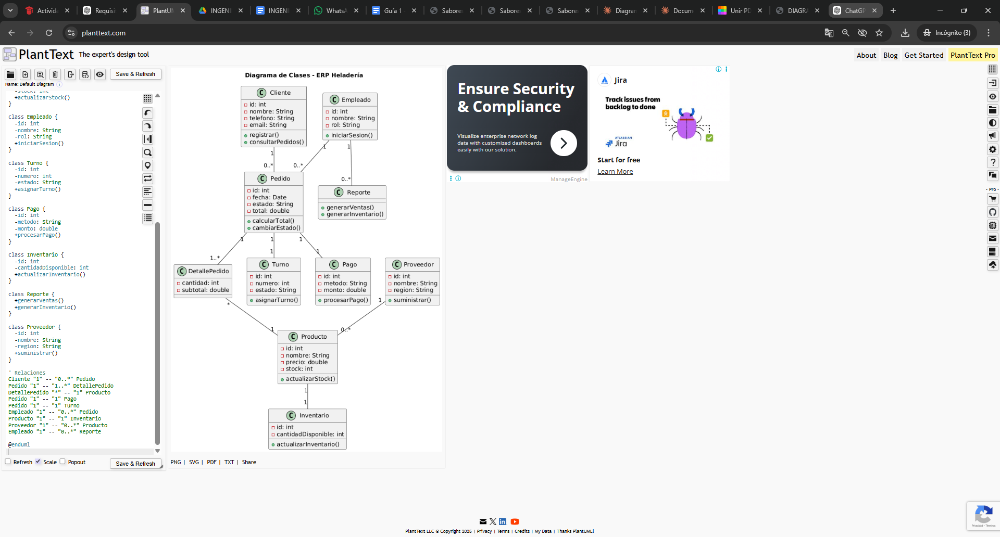 Activida
Requisit
PlantUM
INGENI
INGENI
WhatsA
Guía 1 -
Sabores
Sabores
Sabores
Diagran
Docum
Unir PD
DIAGRA
ChatGP
planttext.com
Incógnito (3)
PlantText The expert's design tool
About Blog Get Started PlantText Pro
Save & Refresh
Name: Default Diagram
-stock: int
+actualizarStock()
}
class Empleado {
-id: int
-nombre: String
-rol: String
+iniciarSesion()
}
class Turno {
-id: int
-numero: int
-estado: String
+asignarTurno()
}
class Pago {
-id: int
-metodo: String
-monto: double
+procesarPago()
}
class Inventario {
-id: int
-cantidadDisponible: int
+actualizarInventario()
}
class Reporte {
+generarVentas()
+generarInventario()
}
class Proveedor {
-id: int
-nombre: String
-region: String
+suministrar()
}
' Relaciones
Cliente "1" -- "0..*" Pedido
Pedido "1" -- "1..*" DetallePedido
DetallePedido "*" -- "1" Producto
Pedido "1" -- "1" Pago
Pedido "1" -- "1" Turno
Empleado "1" -- "0..*" Pedido
Producto "1" -- "1" Inventario
Proveedor "1" -- "0..*" Producto
Empleado "1" -- "0..*" Reporte
@enduml
Refresh Scale Popout
Save & Refresh
Diagrama de Clases - ERP Heladería
C Cliente
id: int
nombre: String
telefono: String
email: String
registrar()
consultarPedidos()
C Empleado
id: int
nombre: String
rol: String
iniciarSesion()
1
1
1
0..*
0..*
0..*
C Pedido
id: int
fecha: Date
estado: String
total: double
calcularTotal()
cambiarEstado()
C Reporte
generarVentas()
generarInventario()
1
1
1
1..*
1
1
C DetallePedido
cantidad: int
subtotal: double
C Turno
id: int
numero: int
estado: String
asignarTurno()
C Pago
id: int
metodo: String
monto: double
procesarPago()
C Proveedor
id: int
nombre: String
region: String
suministrar()
*
1
1
0..*
C Producto
id: int
nombre: String
precio: double
stock: int
actualizarStock()
1
1
C Inventario
id: int
cantidadDisponible: int
actualizarInventario()
PNG | SVG | PDF | TXT | Share
Ensure Security
& Compliance
Visualize enterprise network log
data with customized dashboards
easily with our solution.
ManageEngine
Jira
Track issues from
backlog to done
ATLASSIAN
Jira
Start for free
Learn More
- Pro -
AI
PlantText LLC © Copyright 2025 | Privacy | Terms | Credits | My Data | Thanks PlantUML!
Privacidad - Términos